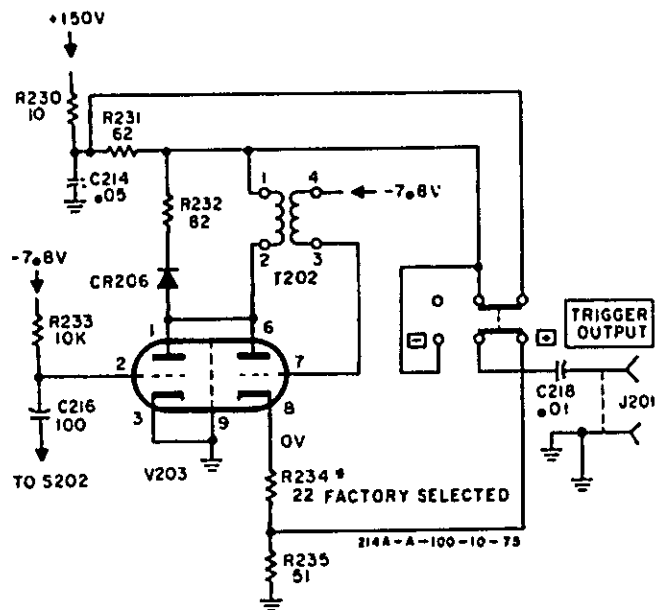 +150V
R230
10
R231
62
C214
.05
R232
82
1
4
-7.8V
2
3
T202
-7.8V
CR206
R233
10K
1
6
2
7
3
9
8
C216
100
V203
0V
TO S202
R234*
22 FACTORY SELECTED
R235
51
214A-A-100-10-75
-
+
TRIGGER
OUTPUT
C218
.01
J201